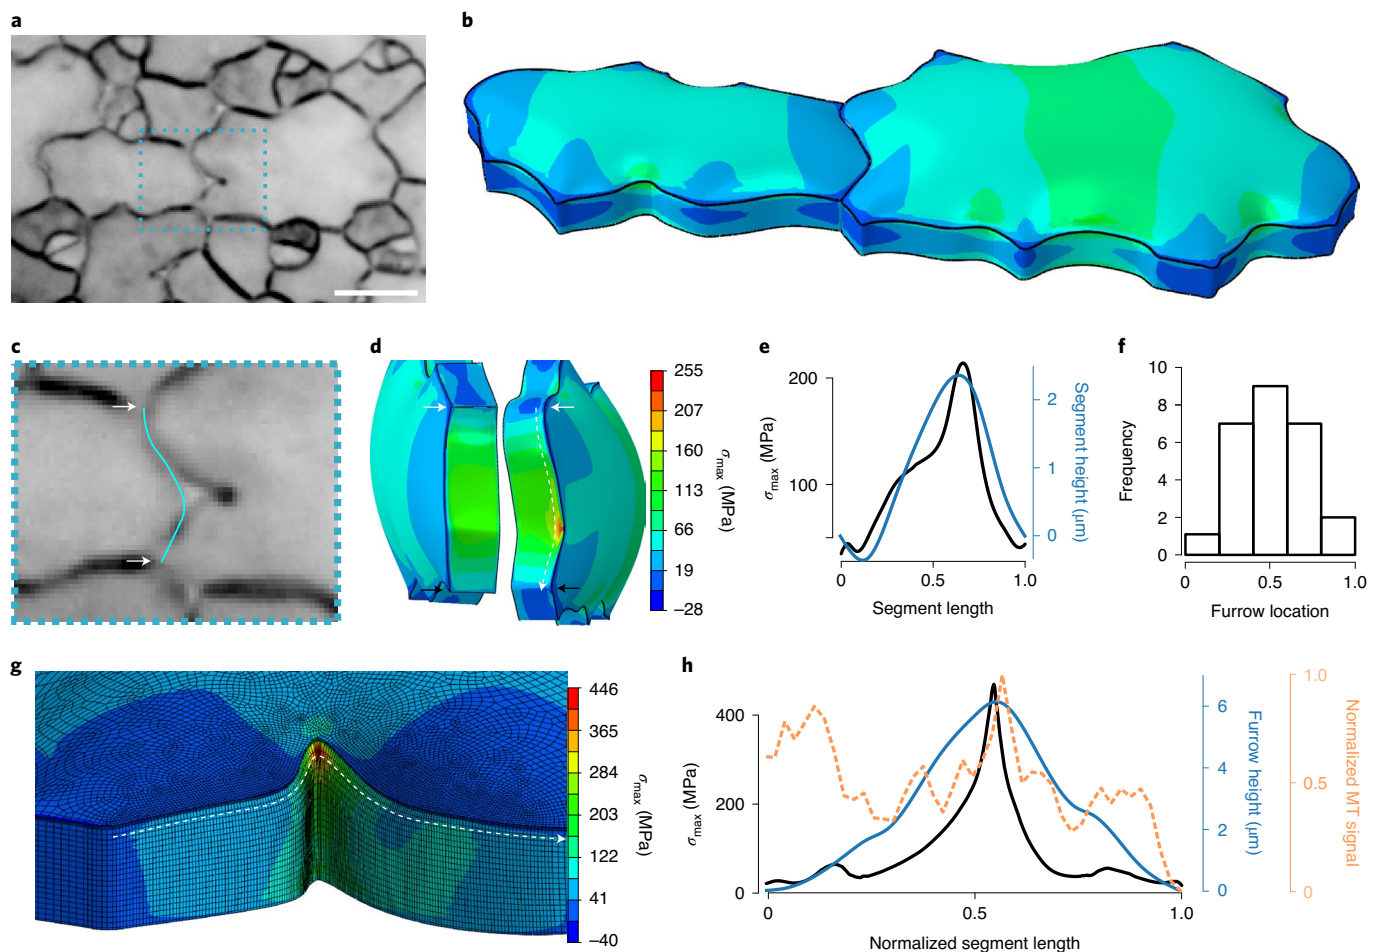 a
b
c
d
255
207
160
113
66
19
–28
σmax (MPa)
e
200
100
σmax (MPa)
2
1
0
Segment height (μm)
0 0.5 1.0
Segment length
f
10
8
6
4
2
0
Frequency
0 0.5 1.0
Furrow location
g
446
365
284
203
122
41
–40
σmax (MPa)
h
400
200
0
σmax (MPa)
6
4
2
0
Furrow height (μm)
1.0
0.5
0
Normalized MT signal
0 0.5 1.0
Normalized segment length